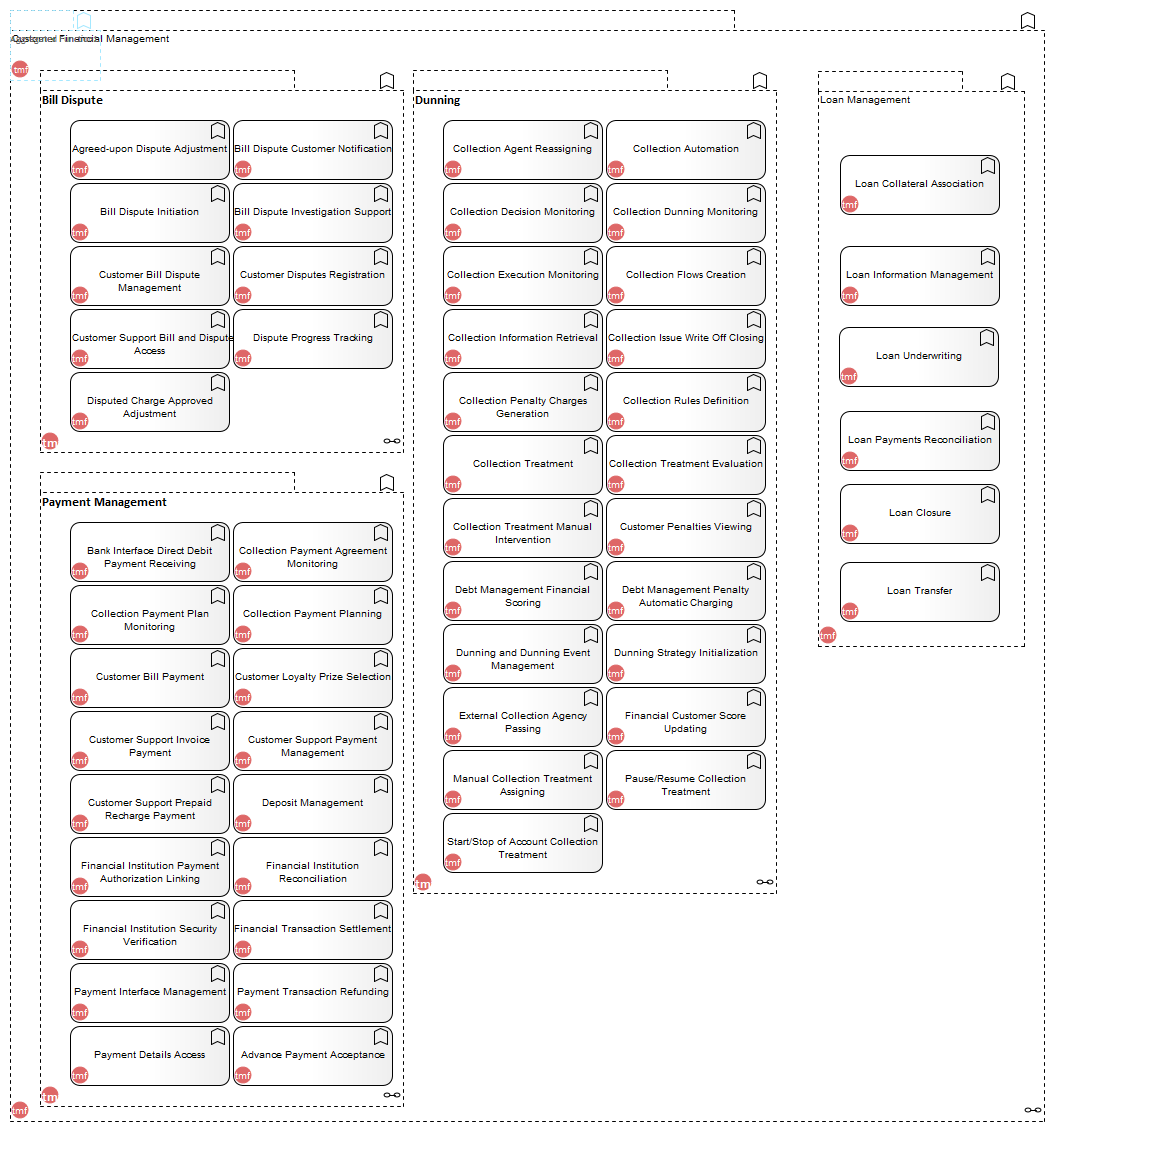 Customer Financial Management
tmf
Bill Dispute
Agreed-upon Dispute Adjustment
tmf
Bill Dispute Customer Notification
tmf
Bill Dispute Initiation
tmf
Bill Dispute Investigation Support
tmf
Customer Bill Dispute
Management
tmf
Customer Disputes Registration
tmf
Customer Support Bill and Dispute
Access
tmf
Dispute Progress Tracking
tmf
Disputed Charge Approved
Adjustment
tmf
tm
Payment Management
Bank Interface Direct Debit
Payment Receiving
tmf
Collection Payment Agreement
Monitoring
tmf
Collection Payment Plan
Monitoring
tmf
Collection Payment Planning
tmf
Customer Bill Payment
tmf
Customer Loyalty Prize Selection
tmf
Customer Support Invoice
Payment
tmf
Customer Support Payment
Management
tmf
Customer Support Prepaid
Recharge Payment
tmf
Deposit Management
tmf
Financial Institution Payment
Authorization Linking
tmf
Financial Institution
Reconciliation
tmf
Financial Institution Security
Verification
tmf
Financial Transaction Settlement
tmf
Payment Interface Management
tmf
Payment Transaction Refunding
tmf
Payment Details Access
tmf
Advance Payment Acceptance
tmf
tm
Dunning
Collection Agent Reassigning
tmf
Collection Automation
tmf
Collection Decision Monitoring
tmf
Collection Dunning Monitoring
tmf
Collection Execution Monitoring
tmf
Collection Flows Creation
tmf
Collection Information Retrieval
tmf
Collection Issue Write Off Closing
tmf
Collection Penalty Charges
Generation
tmf
Collection Rules Definition
tmf
Collection Treatment
tmf
Collection Treatment Evaluation
tmf
Collection Treatment Manual
Intervention
tmf
Customer Penalties Viewing
tmf
Debt Management Financial
Scoring
tmf
Debt Management Penalty
Automatic Charging
tmf
Dunning and Dunning Event
Management
tmf
Dunning Strategy Initialization
tmf
External Collection Agency
Passing
tmf
Financial Customer Score
Updating
tmf
Manual Collection Treatment
Assigning
tmf
Pause/Resume Collection
Treatment
tmf
Start/Stop of Account Collection
Treatment
tmf
tm
Loan Management
Loan Collateral Association
tmf
Loan Information Management
tmf
Loan Underwriting
tmf
Loan Payments Reconciliation
tmf
Loan Closure
tmf
Loan Transfer
tmf
tmf
tmf